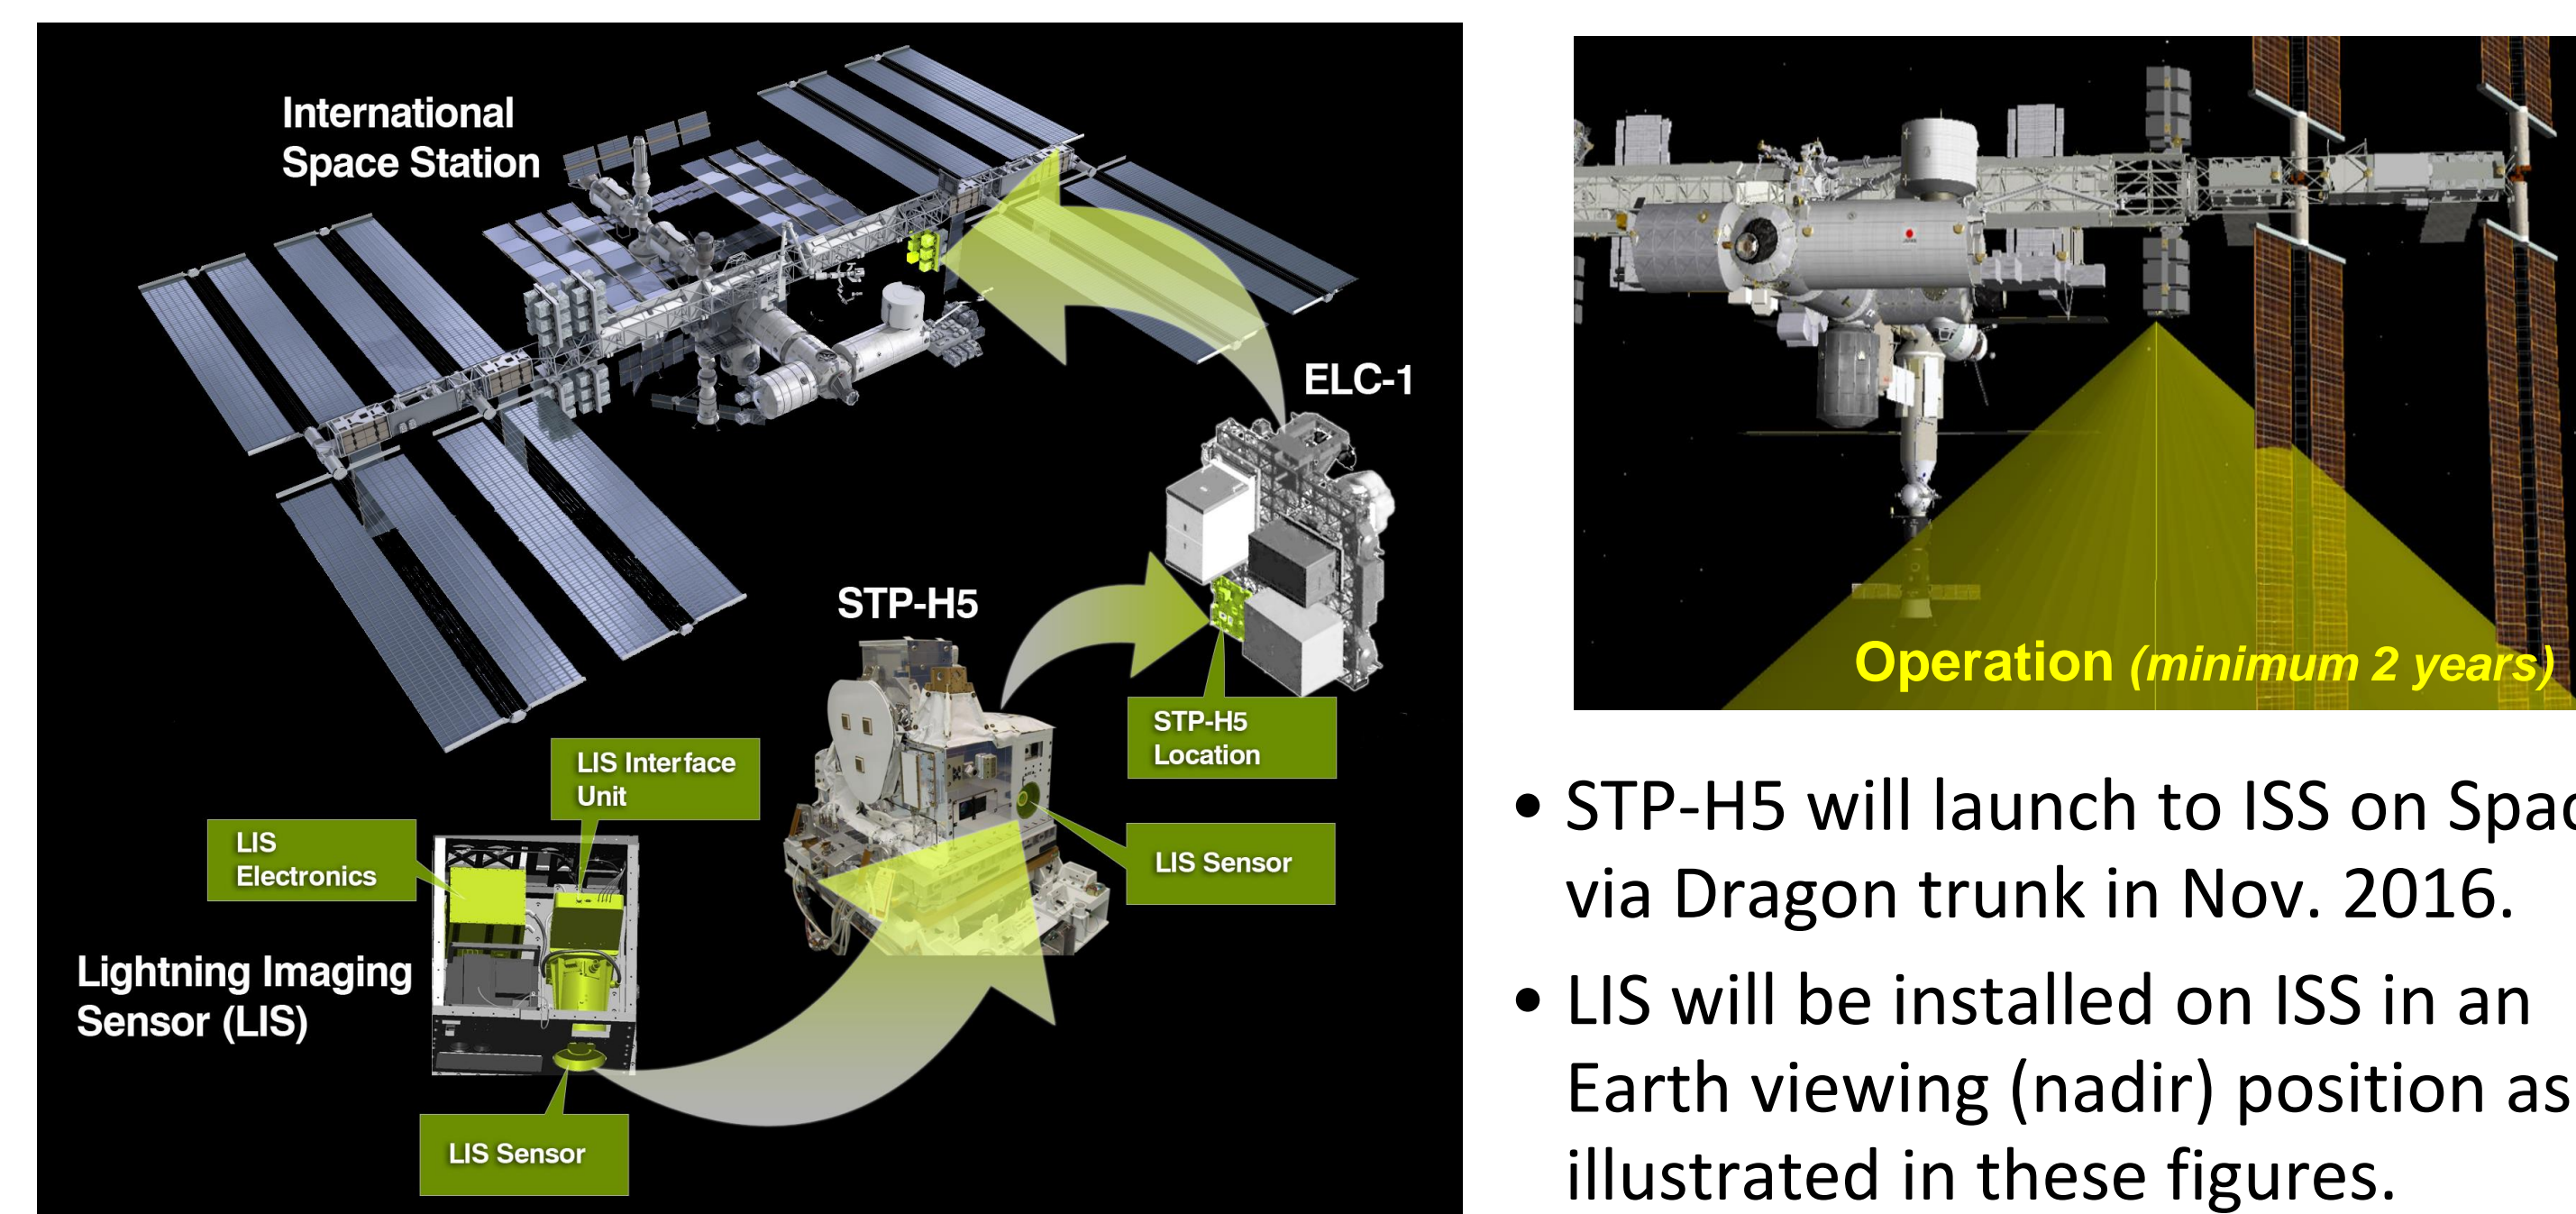 International
Space Station
ELC-1
STP-H5
STP-H5
Location
LIS Interface
Unit
LIS
Electronics
LIS Sensor
Lightning Imaging
Sensor (LIS)
LIS Sensor
Operation (minimum 2 years)
• STP-H5 will launch to ISS on
via Dragon trunk in Nov. 2016.
• LIS will be installed on ISS in an
Earth viewing (nadir) position as
illustrated in these figures.